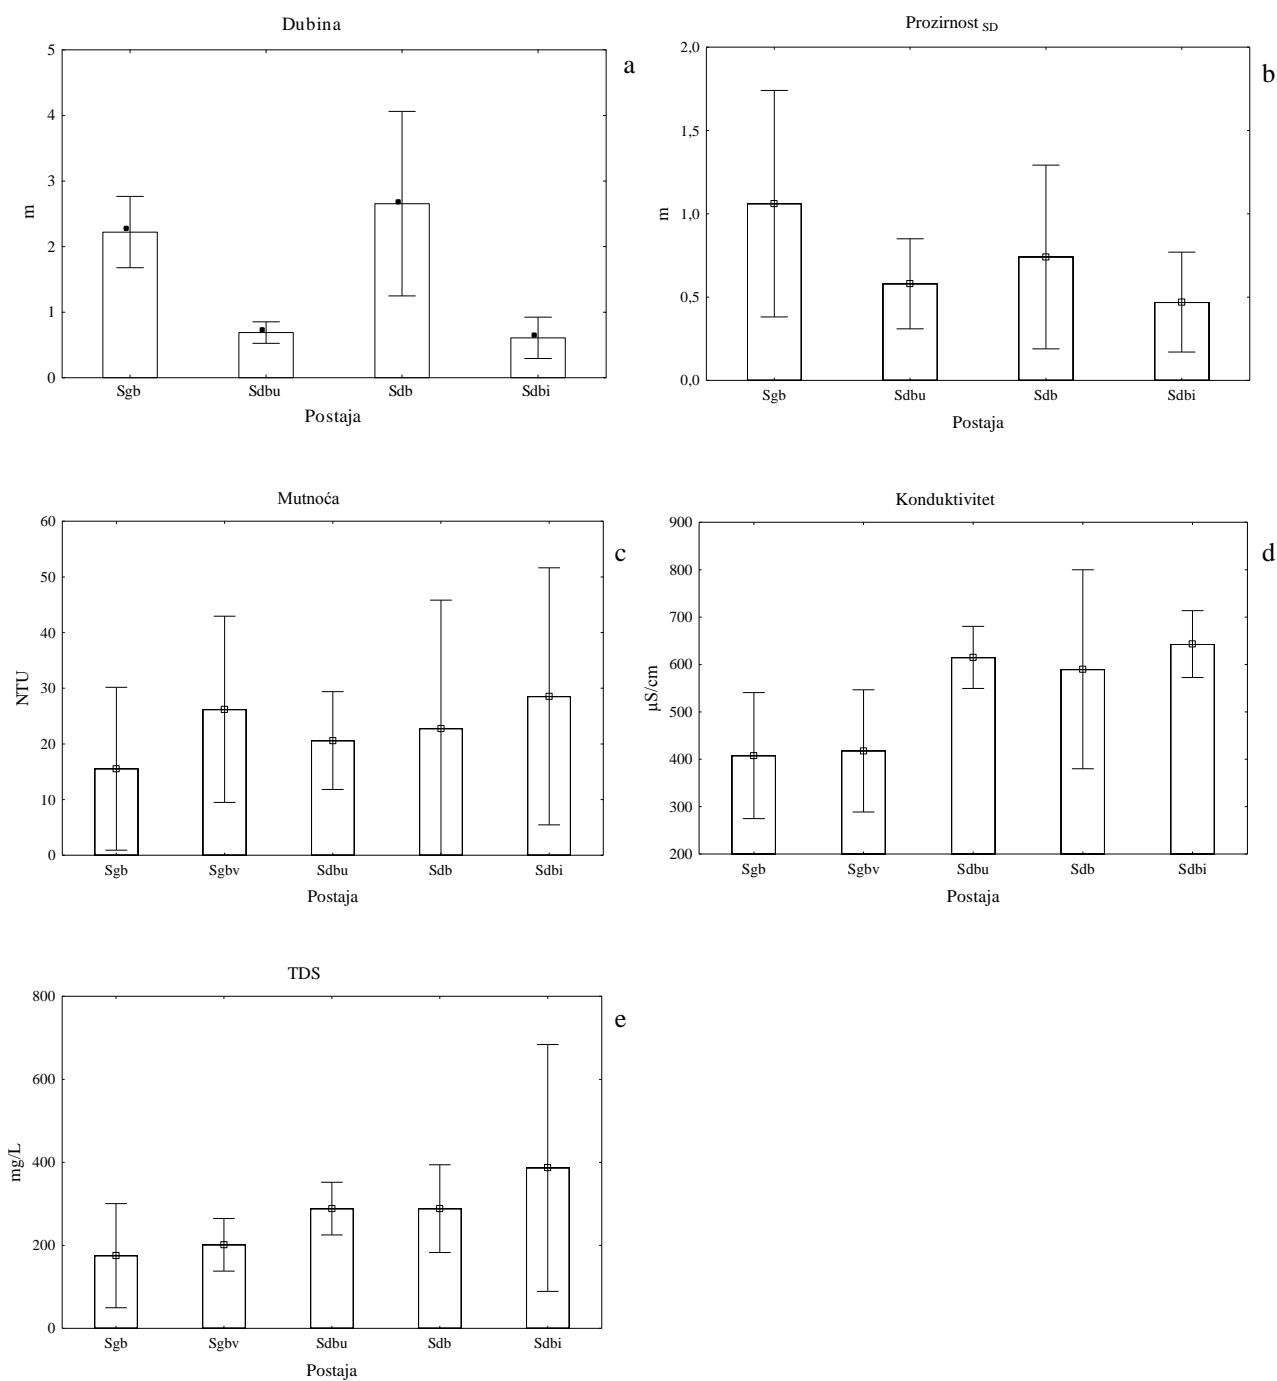 Dubina
a
5
4
3
2
1
0
m
Sgb Sdbu Sdb Sdbi
Postaja
Prozirnost SD
b
2,0
1,5
1,0
0,5
0,0
m
Sgb Sdbu Sdb Sdbi
Postaja
Mutnoća
c
60
50
40
30
20
10
0
NTU
Sgb Sgbv Sdbu Sdb Sdbi
Postaja
Konduktivitet
d
900
800
700
600
500
400
300
200
µS/cm
Sgb Sgbv Sdbu Sdb Sdbi
Postaja
TDS
e
800
600
400
200
0
mg/L
Sgb Sgbv Sdbu Sdb Sdbi
Postaja